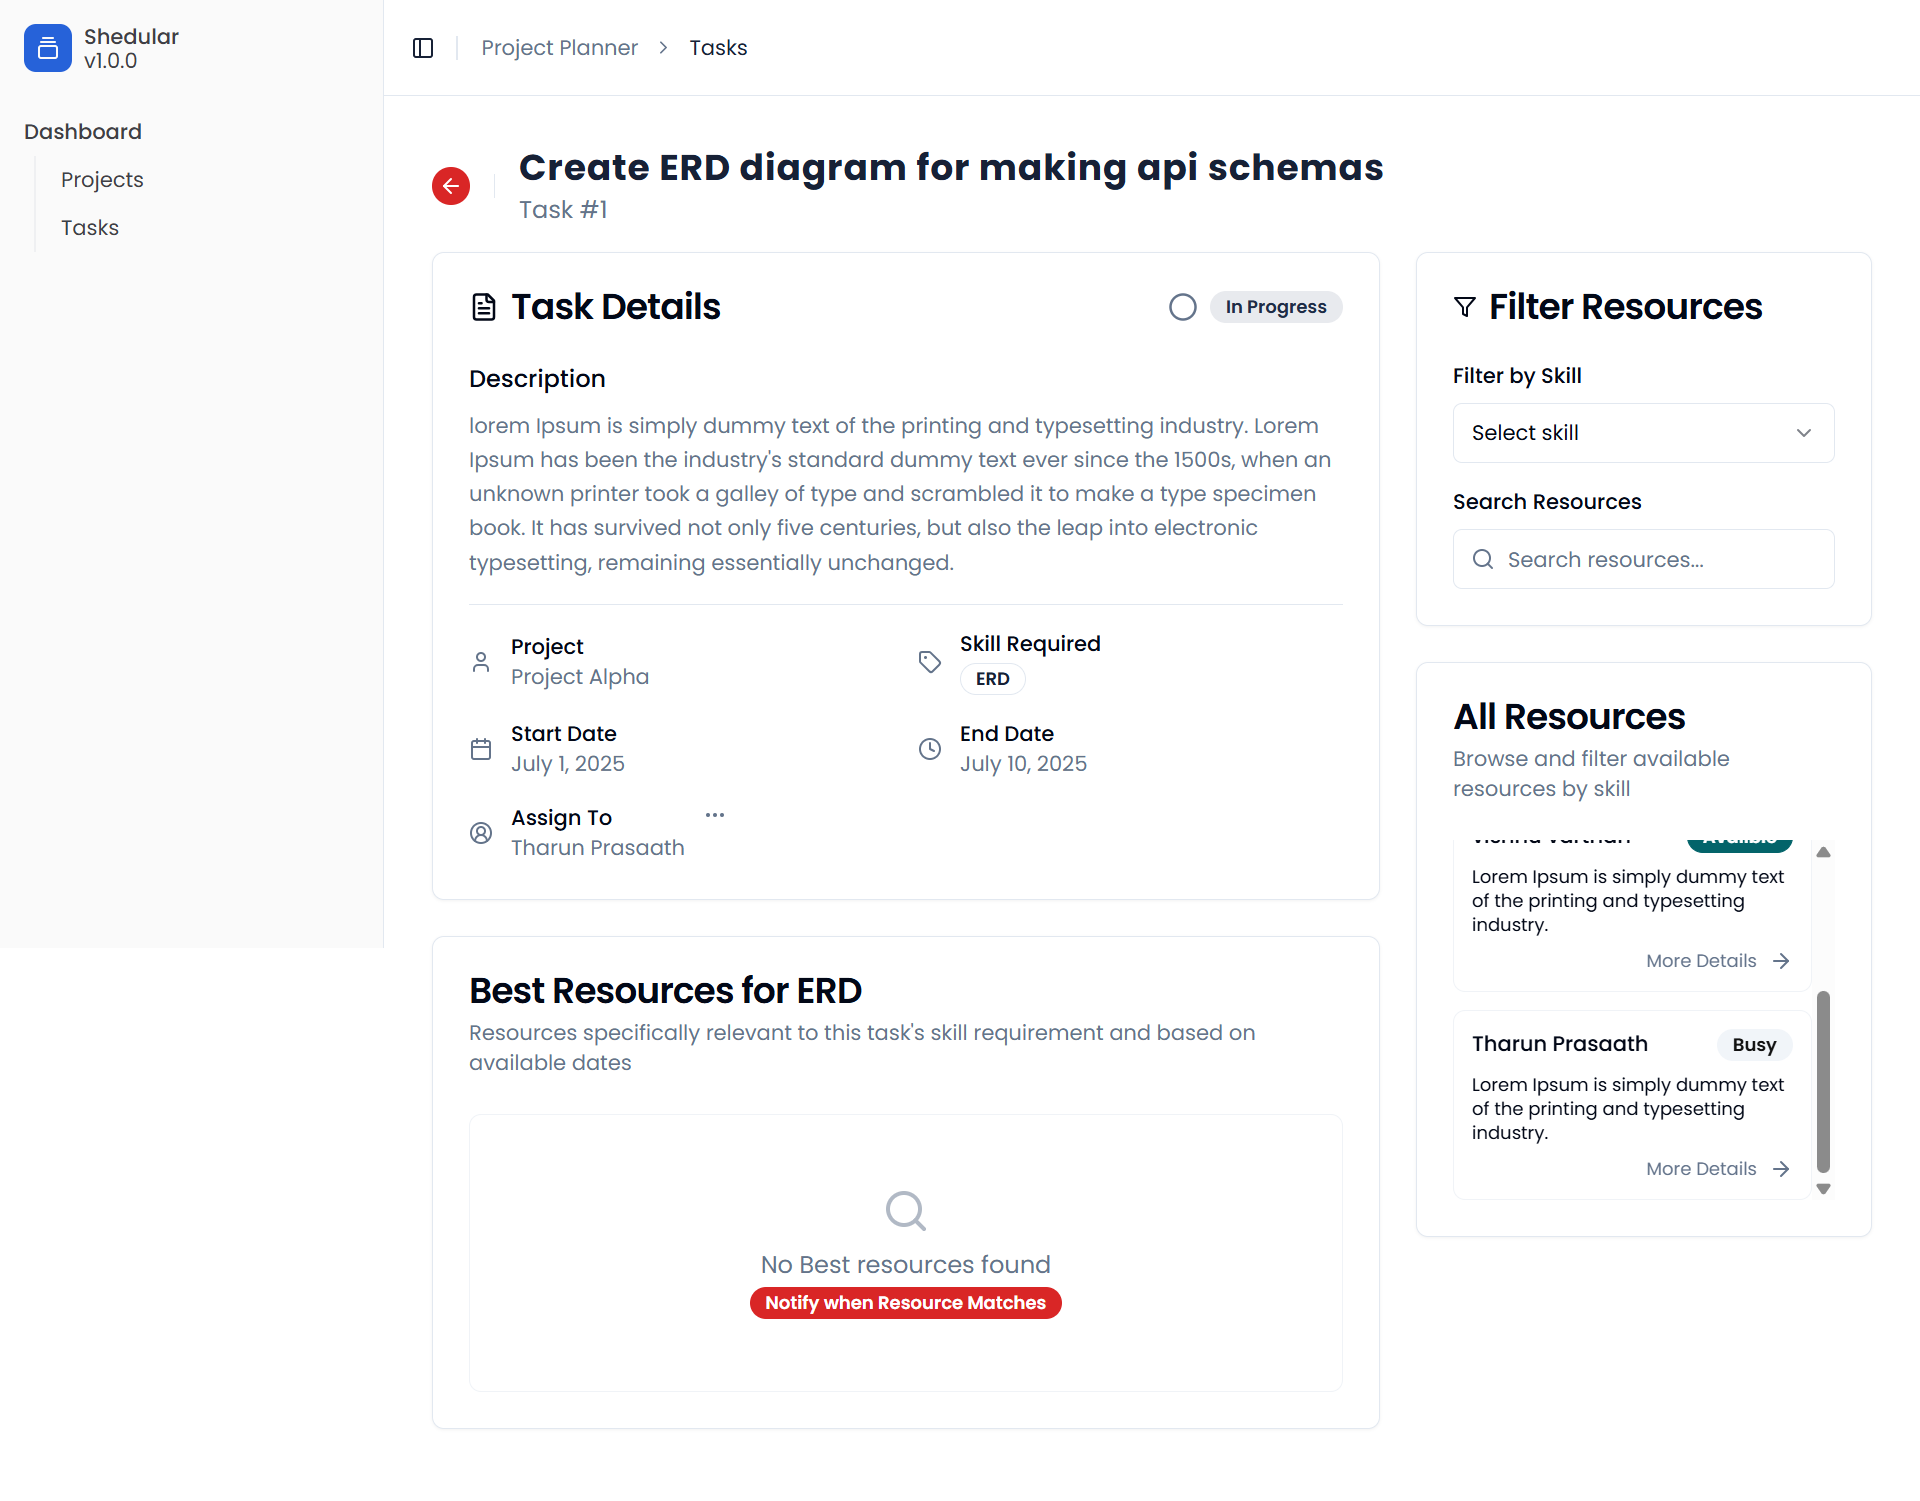 Shedular
v1.0.0
Dashboard
Projects
Tasks
Project Planner
Tasks
Create ERD diagram for making api schemas
Task #1
Task Details
In Progress
Description
lorem Ipsum is simply dummy text of the printing and typesetting industry. Lorem
Ipsum has been the industry's standard dummy text ever since the 1500s, when an
unknown printer took a galley of type and scrambled it to make a type specimen
book. It has survived not only five centuries, but also the leap into electronic
typesetting, remaining essentially unchanged.
Project
Project Alpha
Skill Required
ERD
Start Date
July 1, 2025
End Date
July 10, 2025
Assign To
Tharun Prasaath
Best Resources for ERD
Resources specifically relevant to this task's skill requirement and based on
available dates
No Best resources found
Notify when Resource Matches
Filter Resources
Filter by Skill
Select skill
Search Resources
Search resources...
All Resources
Browse and filter available
resources by skill
Lorem Ipsum is simply dummy text
of the printing and typesetting
industry.
More Details
Tharun Prasaath
Busy
Lorem Ipsum is simply dummy text
of the printing and typesetting
industry.
More Details